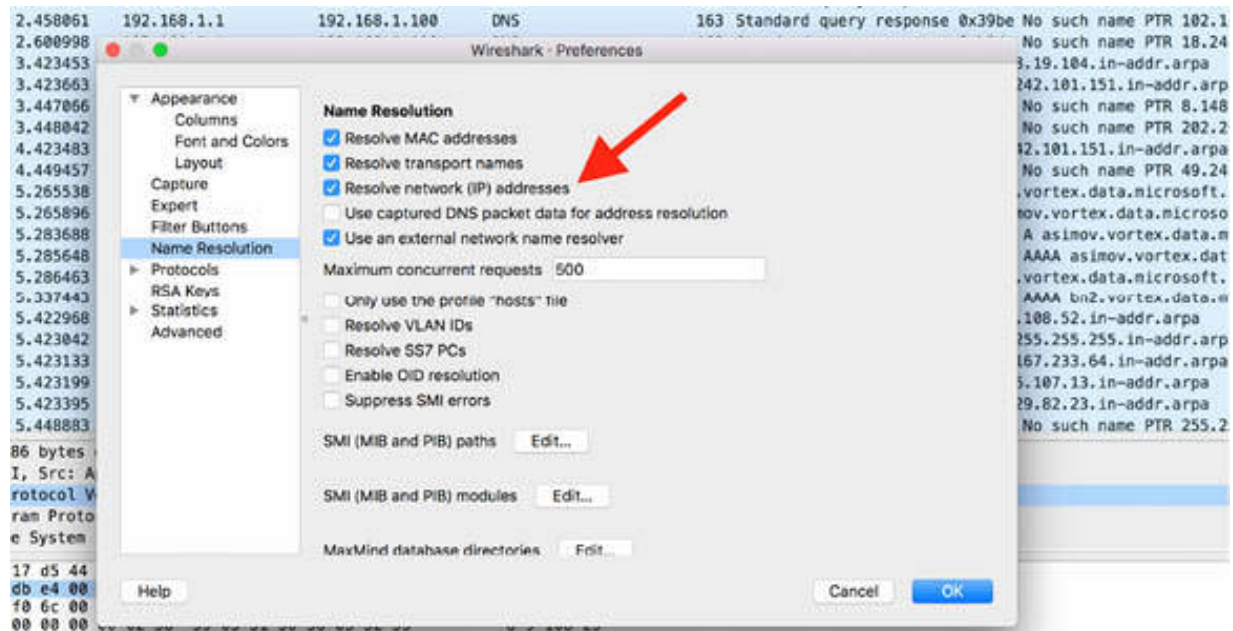 2.458061 192.168.1.1 192.168.1.100 DNS 163 Standard query response 0x39be No such name PTR 102.1
2.600998 No such name PTR 18.24
Wireshark · Preferences
3.423453 3.19.104.in-addr.arpa
3.423663 242.101.151.in-addr.arp
3.447066 No such name PTR 8.148
3.448042 No such name PTR 202.2
4.423483 42.101.151.in-addr.arpa
4.449457 No such name PTR 49.24
5.265538 .vortex.data.microsoft.
5.265896 mov.vortex.data.microso
5.283688 A asimov.vortex.data.m
5.285648 AAAA asimov.vortex.dat
5.286463 .vortex.data.microsoft.
5.337443 AAAA bn2.vortex.data.m
5.422968 .108.52.in-addr.arpa
5.423042 255.255.255.in-addr.arp
5.423133 167.233.64.in-addr.arpa
5.423199 5.107.13.in-addr.arpa
5.423395 29.82.23.in-addr.arpa
5.448883 No such name PTR 255.2
86 bytes
I, Src: A
rotocol V
ram Proto
e System
17 d5 44
db e4 00
f0 6c 00
00 00 00
Appearance
Columns
Font and Colors
Layout
Capture
Expert
Filter Buttons
Name Resolution
Protocols
RSA Keys
Statistics
Advanced
Name Resolution
Resolve MAC addresses
Resolve transport names
Resolve network (IP) addresses
Use captured DNS packet data for address resolution
Use an external network name resolver
Maximum concurrent requests 500
Only use the profile "hosts" file
Resolve VLAN IDs
Resolve SS7 PCs
Enable OID resolution
Suppress SMI errors
SMI (MIB and PIB) paths Edit...
SMI (MIB and PIB) modules Edit...
MaxMind database directories Edit...
Help
Cancel
OK